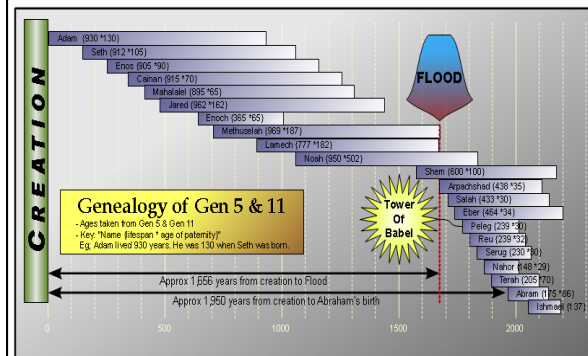 CREATION
Adam (930 *130)
Seth (912 *105)
Enos (905 *90)
Cainan (915 *70)
Mahalalel (895 *65)
Jared (962 *162)
Enoch (365 *65)
Methuselah (969 *187)
Lamech (777 *182)
Noah (950 *502)
FLOOD
Shem (600 *100)
Arpachshad (438 *35)
Salah (433 *30)
Eber (464 *34)
Peleg (239 *30)
Reu (239 *32)
Serug (230 *30)
Nahor (148 *29)
Terah (205 *70)
Abram (175 *86)
Ishmael (137)
Tower
Of
Babel
Genealogy of Gen 5 & 11
- Ages taken from Gen 5 & Gen 11
- Key: "Name (lifespan * age of paternity)"
Eg; Adam lived 930 years. He was 130 when Seth was born.
Approx 1,656 years from creation to Flood
Approx 1,950 years from creation to Abraham's birth
0 500 1000 1500 2000